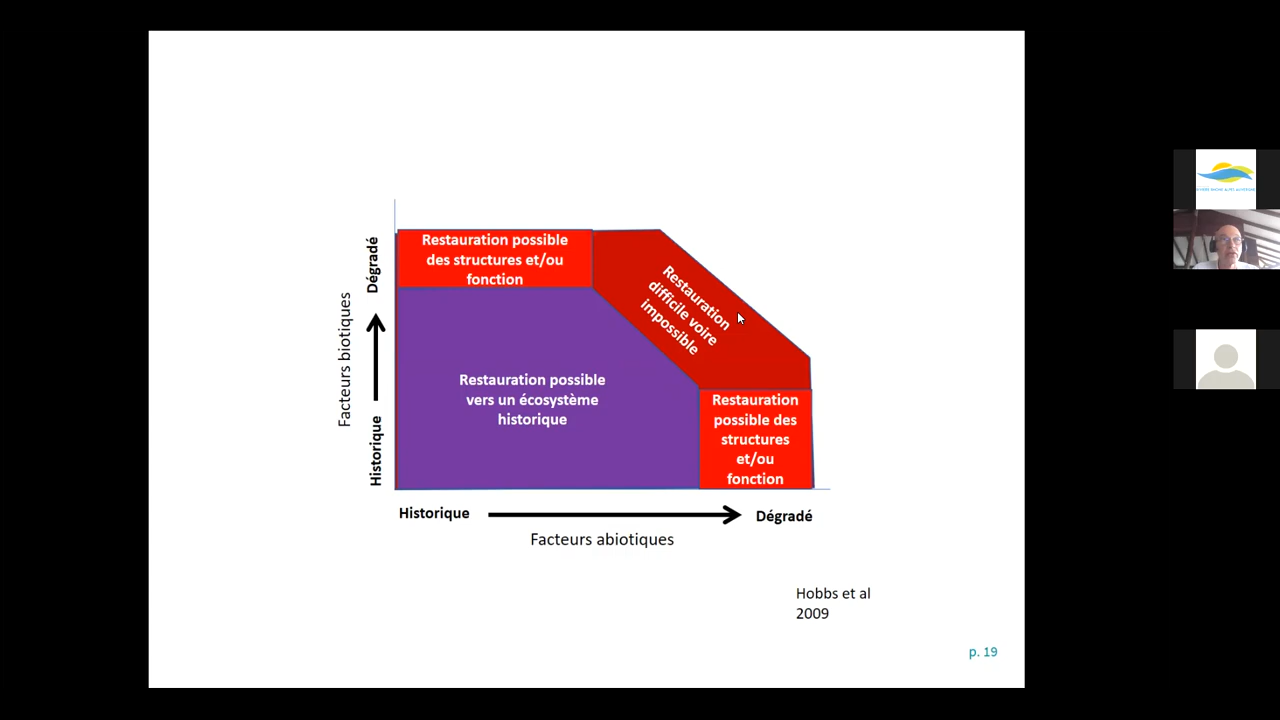 Restauration possible
des structures et/ou
fonction
Restauration
difficile voire
impossible
Restauration possible
vers un écosystème
historique
Restauration
possible des
structures
et/ou
fonction
Facteurs biotiques
Dégradé
Historique
Historique
Dégradé
Facteurs abiotiques
Hobbs et al
2009
p. 19